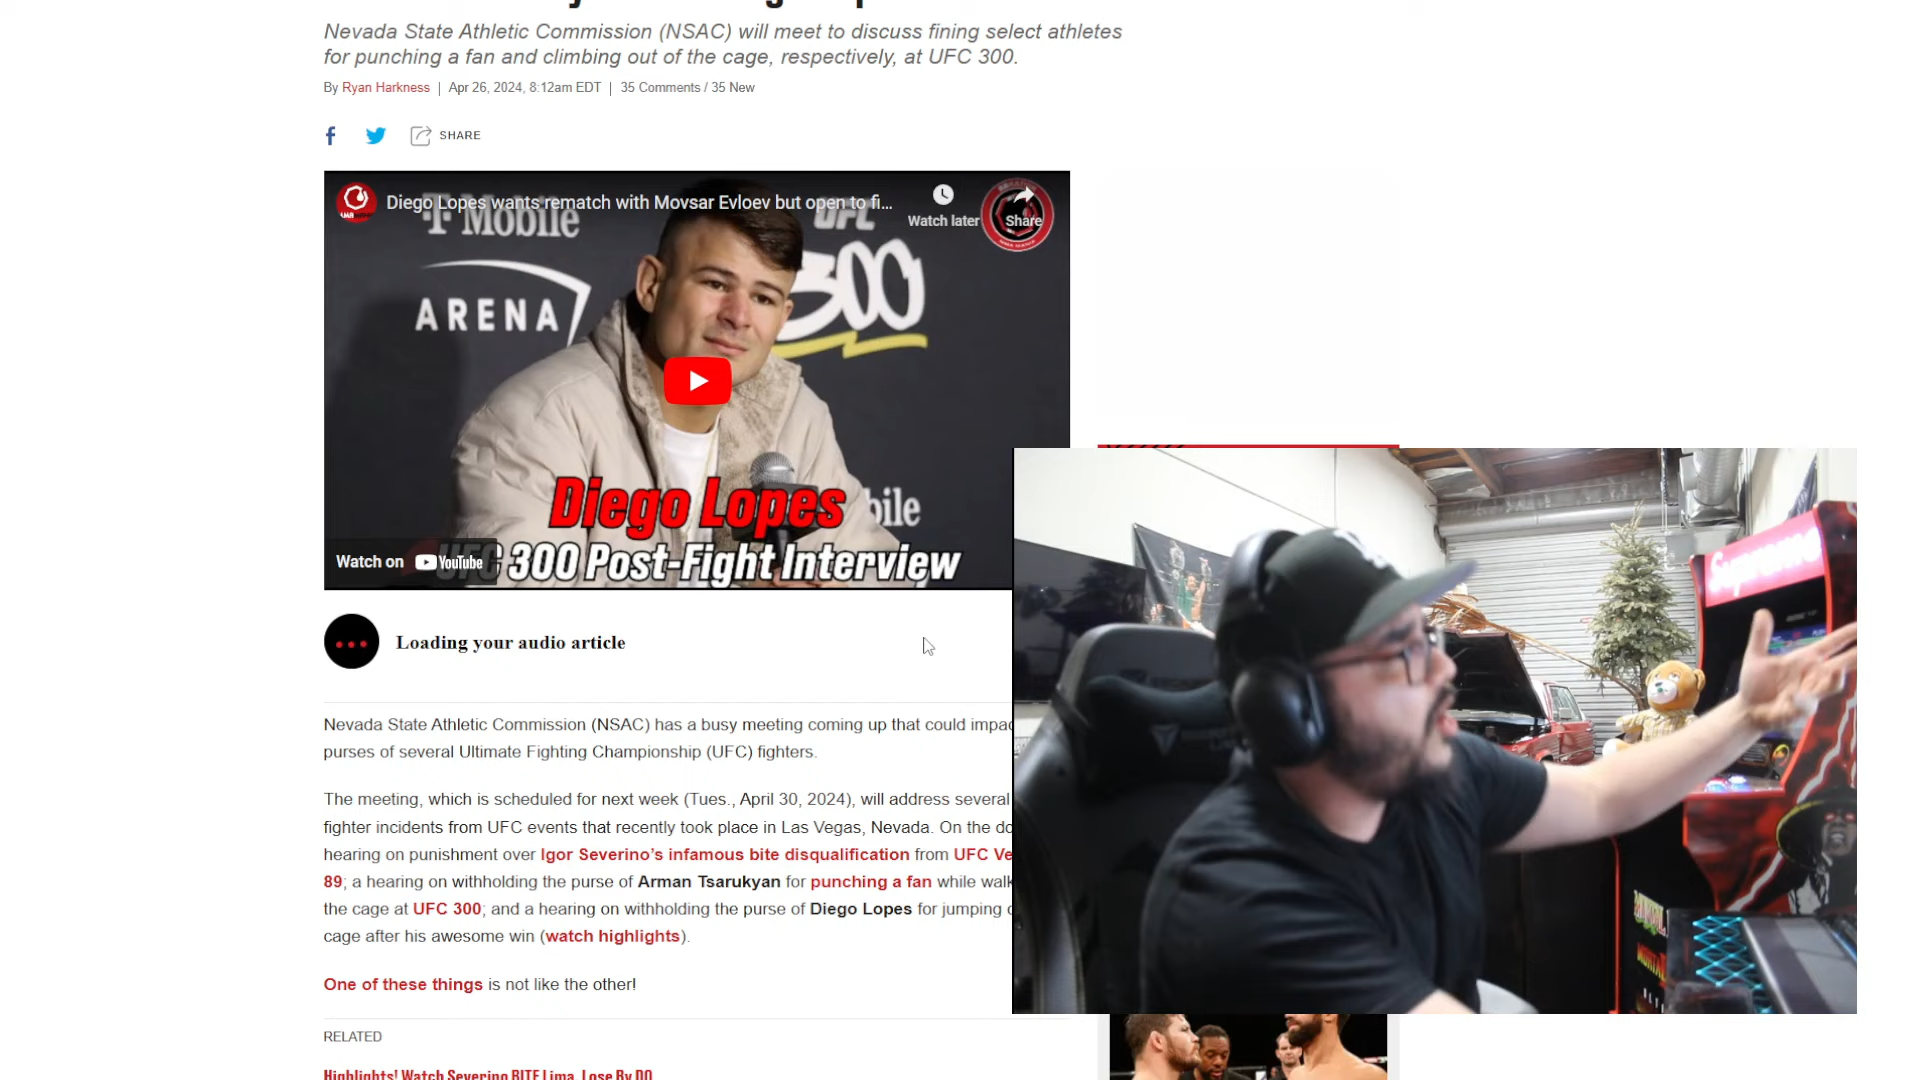 Nevada State Athletic Commission (NSAC) will meet to discuss fining select athletes
for punching a fan and climbing out of the cage, respectively, at UFC 300.
By Ryan Harkness | Apr 26, 2024, 8:12am EDT | 35 Comments / 35 New
SHARE
Diego Lopes wants rematch with Movsar Evloev but open to fi...
Watch later
Share
T Mobile
UFC
300
ARENA
Diego Lopes
bile
Watch on YouTube
UFC 300 Post-Fight Interview
Supreme
Loading your audio article
Nevada State Athletic Commission (NSAC) has a busy meeting coming up that could impac
purses of several Ultimate Fighting Championship (UFC) fighters.
The meeting, which is scheduled for next week (Tues., April 30, 2024), will address several
fighter incidents from UFC events that recently took place in Las Vegas, Nevada. On the do
hearing on punishment over Igor Severino's infamous bite disqualification from UFC Ve
89; a hearing on withholding the purse of Arman Tsarukyan for punching a fan while walk
the cage at UFC 300; and a hearing on withholding the purse of Diego Lopes for jumping
cage after his awesome win (watch highlights).
One of these things is not like the other!
RELATED
Highlights! Watch Severino BITE Lima, Lose By DQ